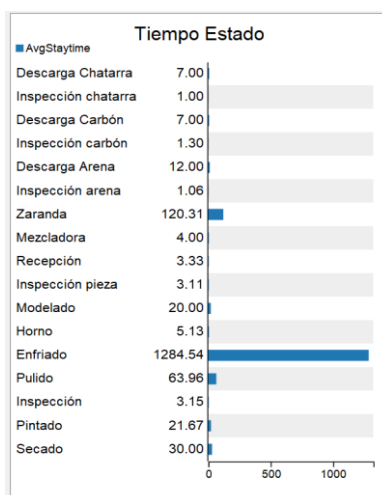 Tiempo Estado
AvgStaytime
Descarga Chatarra 7.00
Inspección chatarra 1.00
Descarga Carbón 7.00
Inspección carbón 1.30
Descarga Arena 12.00
Inspección arena 1.06
Zaranda 120.31
Mezcladora 4.00
Recepción 3.33
Inspección pieza 3.11
Modelado 20.00
Horno 5.13
Enfriado 1284.54
Pulido 63.96
Inspección 3.15
Pintado 21.67
Secado 30.00
0 500 1000